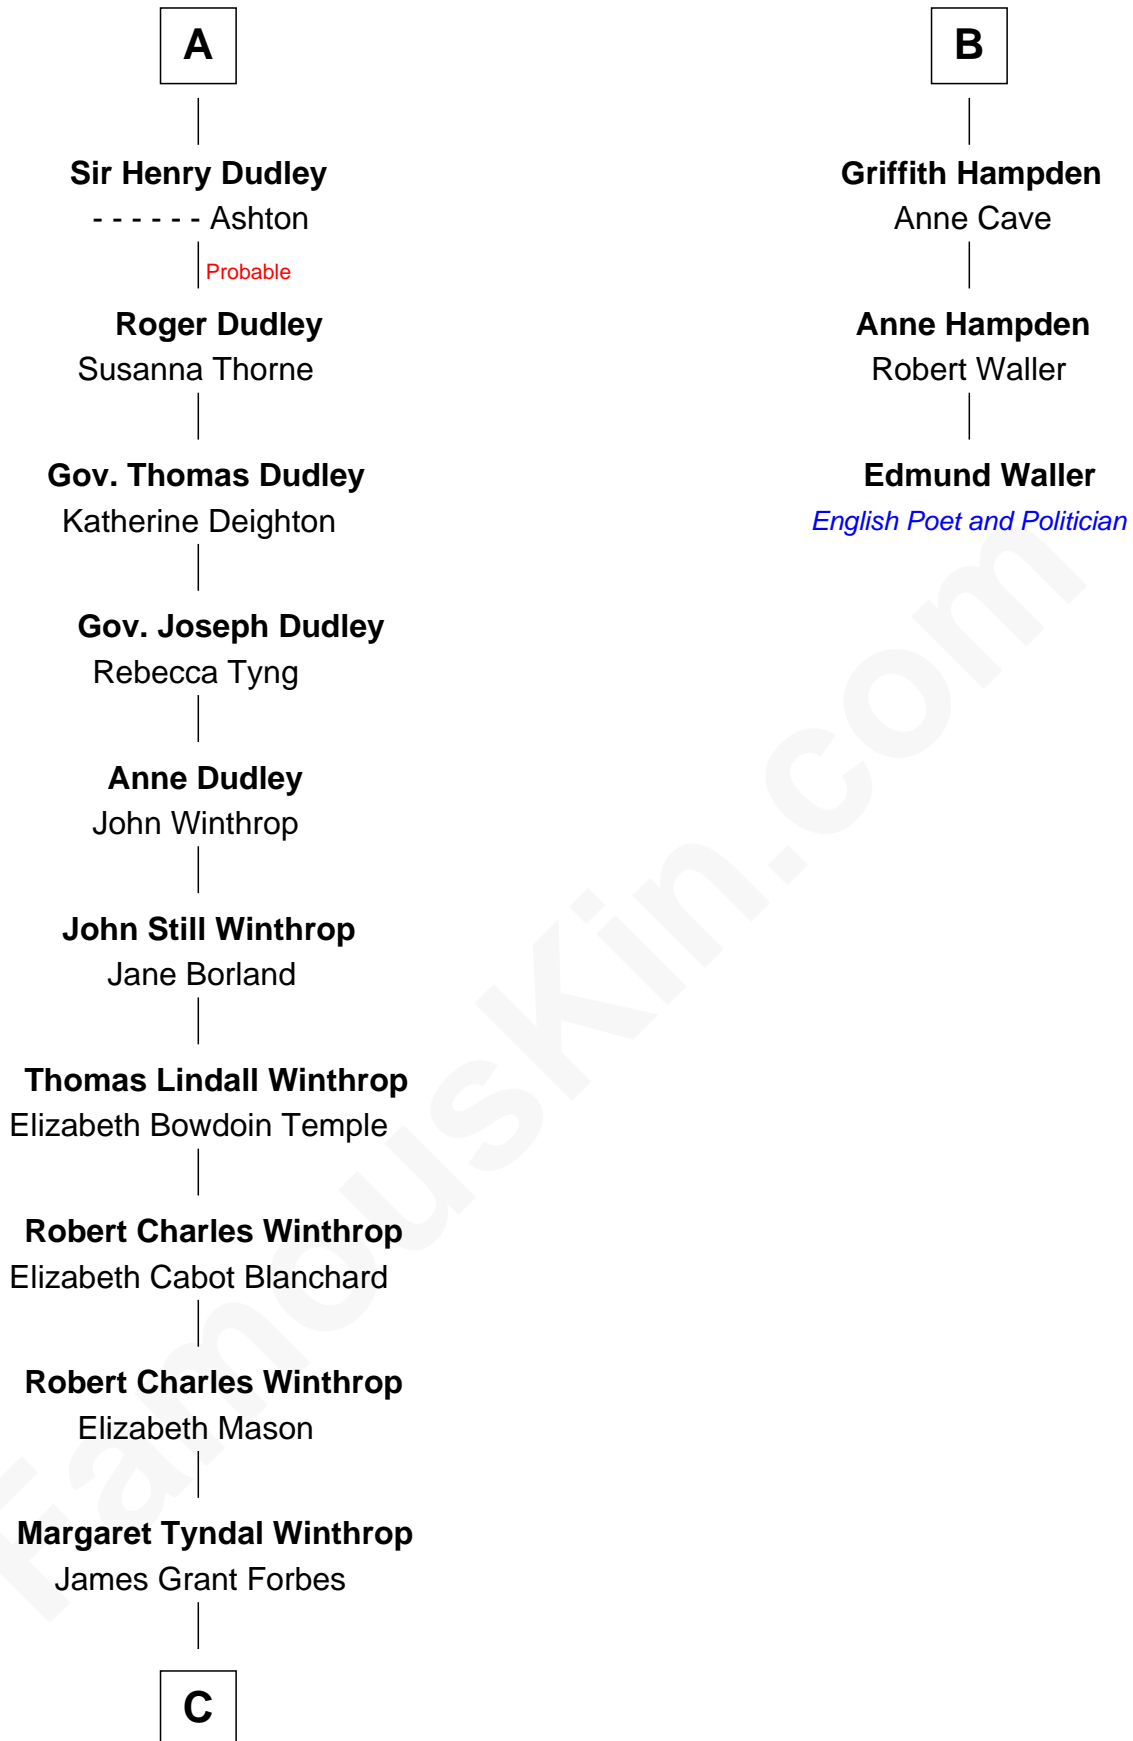 A
Sir Henry Dudley
- - - - - - Ashton
Probable
Roger Dudley
Susanna Thorne
Gov. Thomas Dudley
Katherine Deighton
Gov. Joseph Dudley
Rebecca Tyng
Anne Dudley
John Winthrop
John Still Winthrop
Jane Borland
Thomas Lindall Winthrop
Elizabeth Bowdoin Temple
Robert Charles Winthrop
Elizabeth Cabot Blanchard
Robert Charles Winthrop
Elizabeth Mason
Margaret Tyndal Winthrop
James Grant Forbes
C
B
Griffith Hampden
Anne Cave
Anne Hampden
Robert Waller
Edmund Waller
English Poet and Politician
FamousKin.com